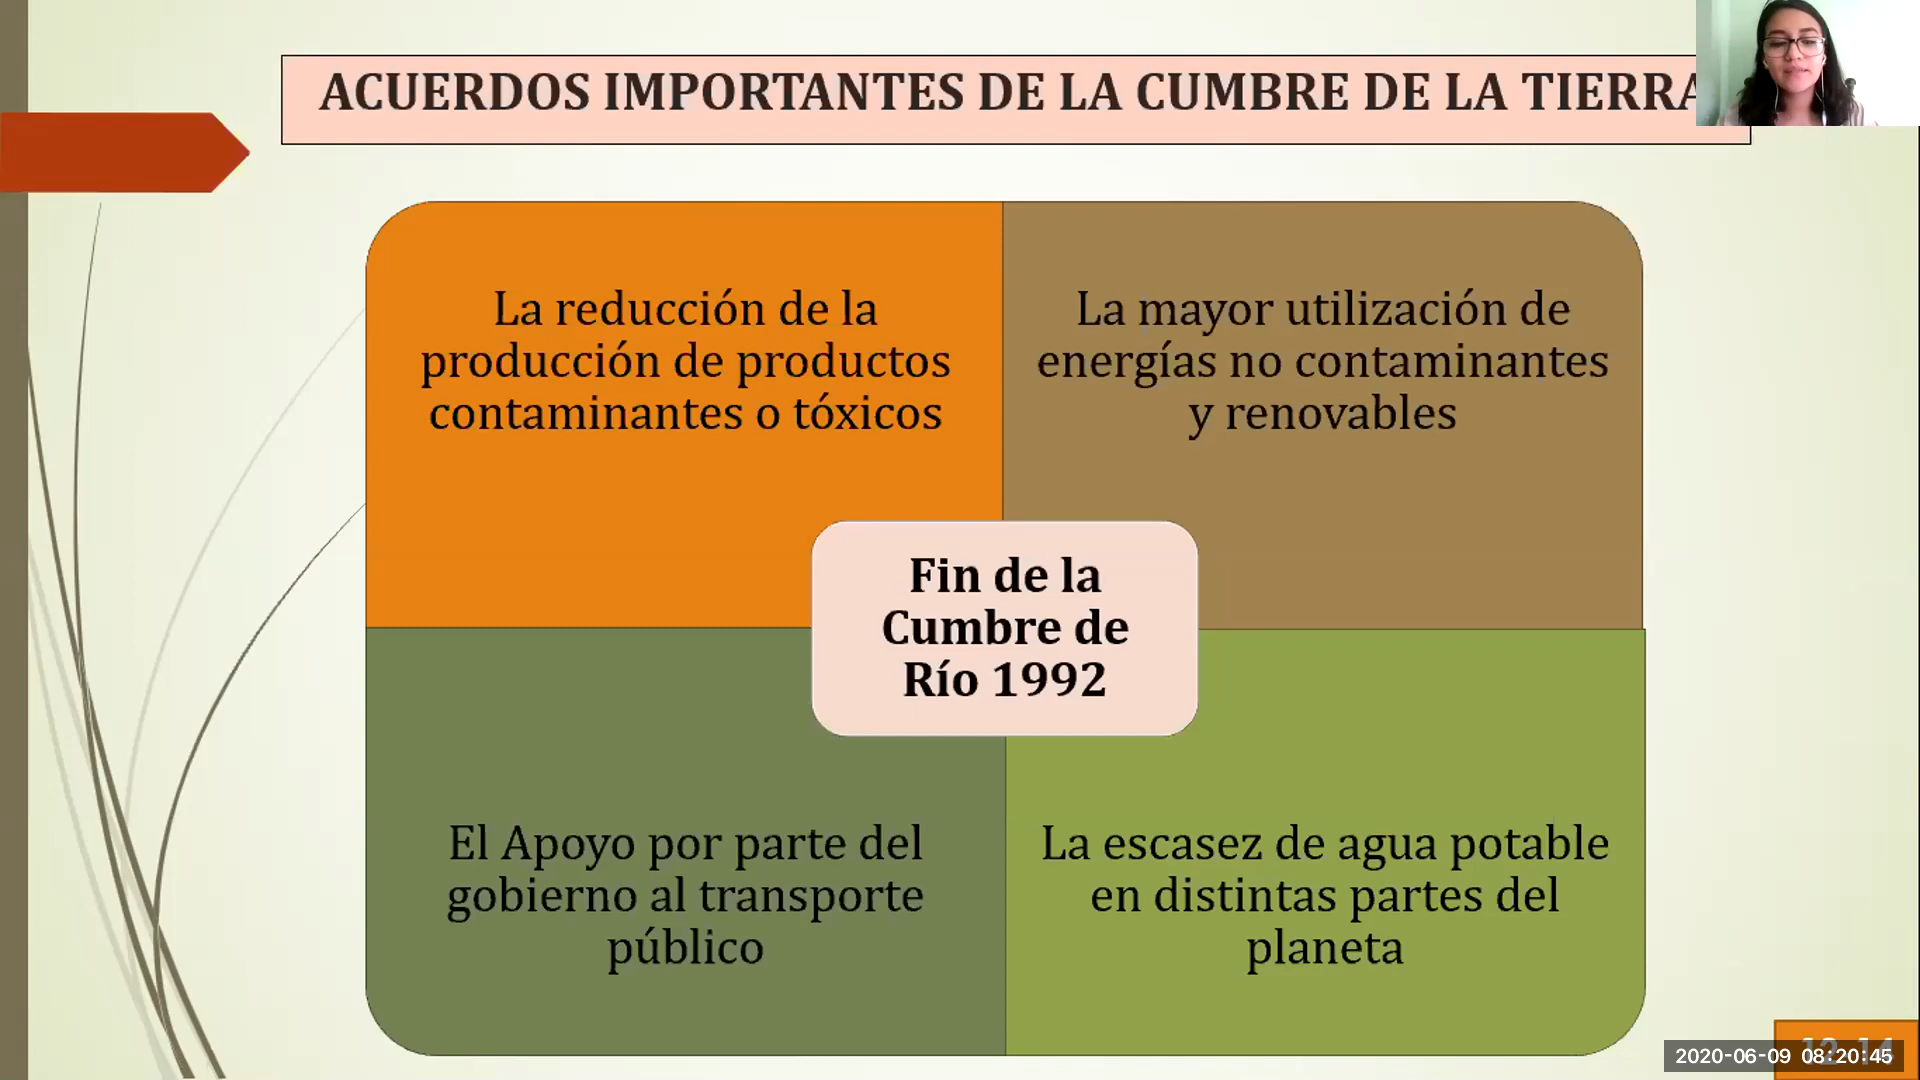 ACUERDOS IMPORTANTES DE LA CUMBRE DE LA TIERRA
La reducción de la
producción de productos
contaminantes o tóxicos
La mayor utilización de
energías no contaminantes
y renovables
Fin de la
Cumbre de
Río 1992
El Apoyo por parte del
gobierno al transporte
público
La escasez de agua potable
en distintas partes del
planeta
2020-06-09 08:20:45